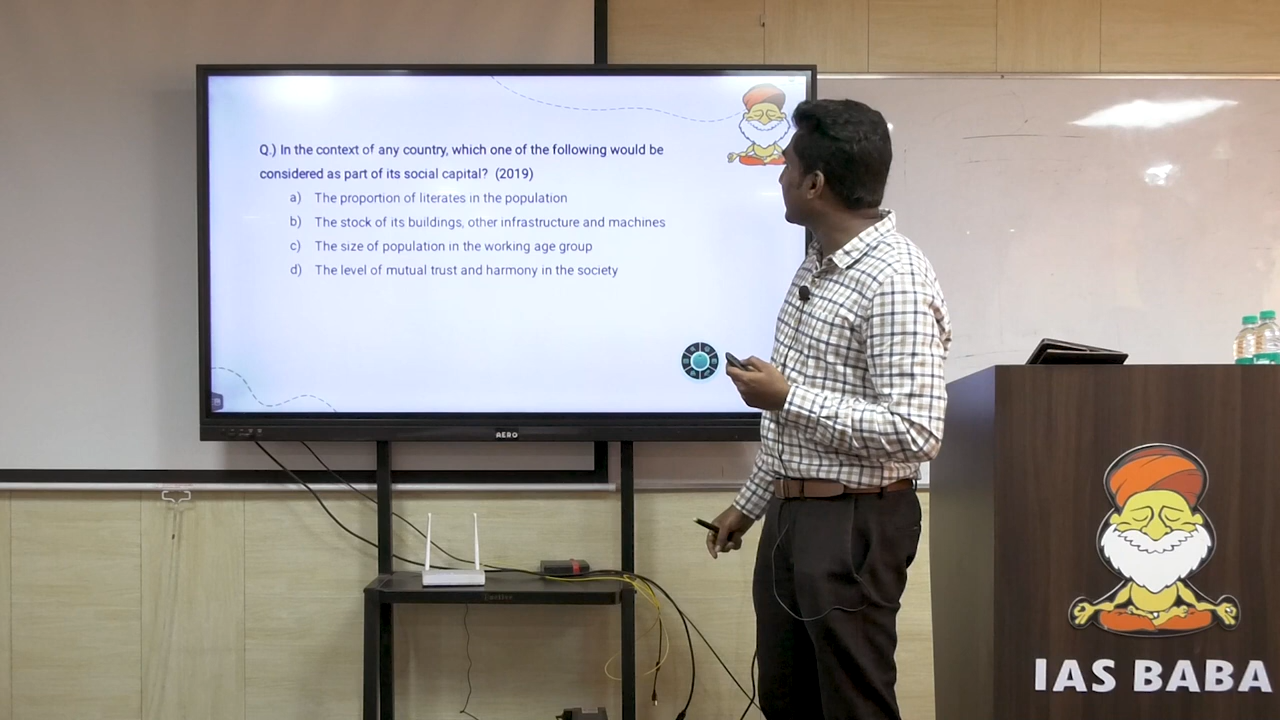 Q.) In the context of any country, which one of the following would be
considered as part of its social capital? (2019)
a) The proportion of literates in the population
b) The stock of its buildings, other infrastructure and machines
c) The size of population in the working age group
d) The level of mutual trust and harmony in the society
AERO
IAS BABA